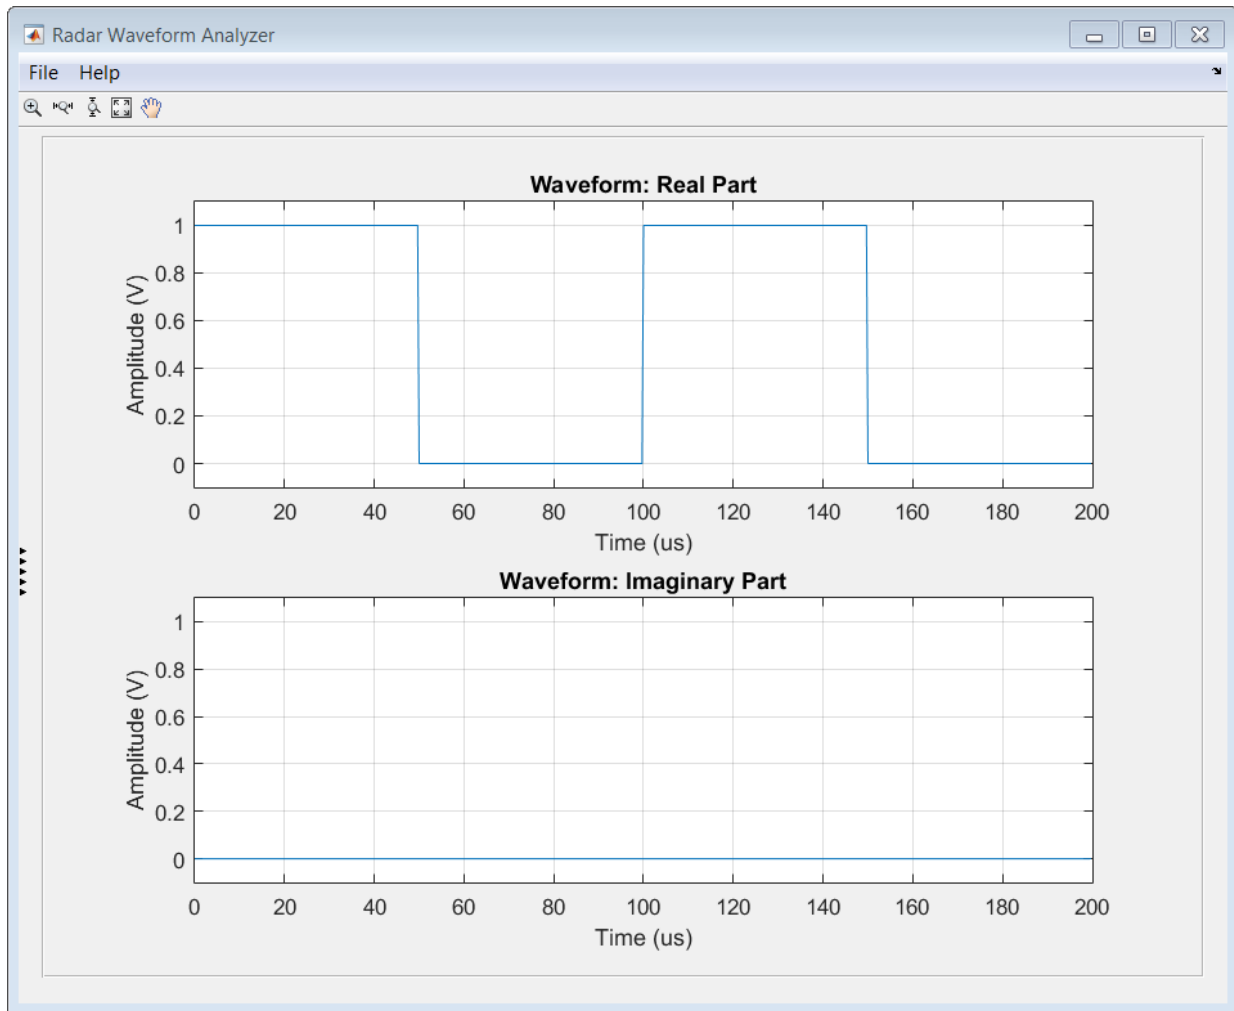 Radar Waveform Analyzer
File Help
Waveform: Real Part
Amplitude (V)
1
0.8
0.6
0.4
0.2
0
0 20 40 60 80 100 120 140 160 180 200
Time (us)
Waveform: Imaginary Part
Amplitude (V)
1
0.8
0.6
0.4
0.2
0
0 20 40 60 80 100 120 140 160 180 200
Time (us)